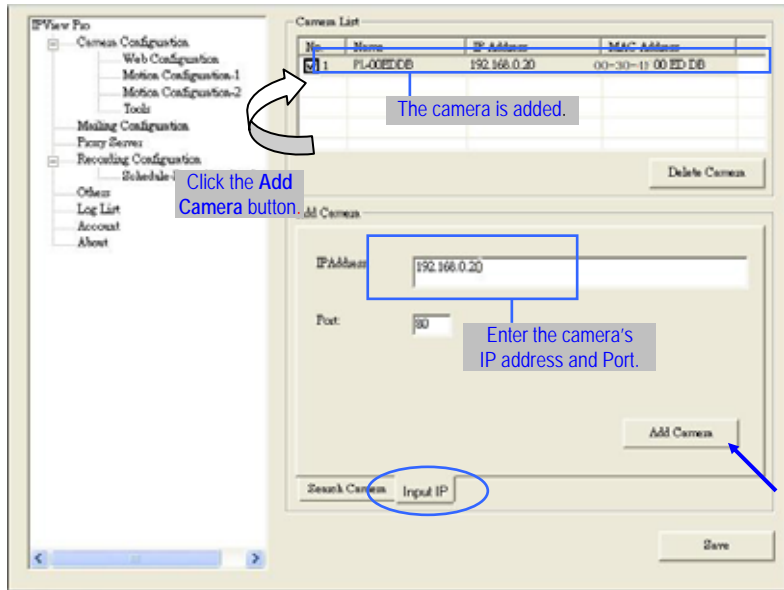 IPView Pro
Camera Configuration
Web Configuration
Motion Configuration-1
Motion Configuration-2
Tools
Mailing Configuration
Proxy Server
Recording Configuration
Schedule-
Others
Log List
Account
About
Click the Add
Camera button.
Camera List
No. Name IP Address MAC Address
1 PL-00EDDB 192.168.0.20 00-30-11 00 ED DB
The camera is added.
Delete Camera
Add Camera
IPAddress 192.168.0.20
Port: 80
Enter the camera's
IP address and Port.
Add Camera
Search Camera Input IP
Save